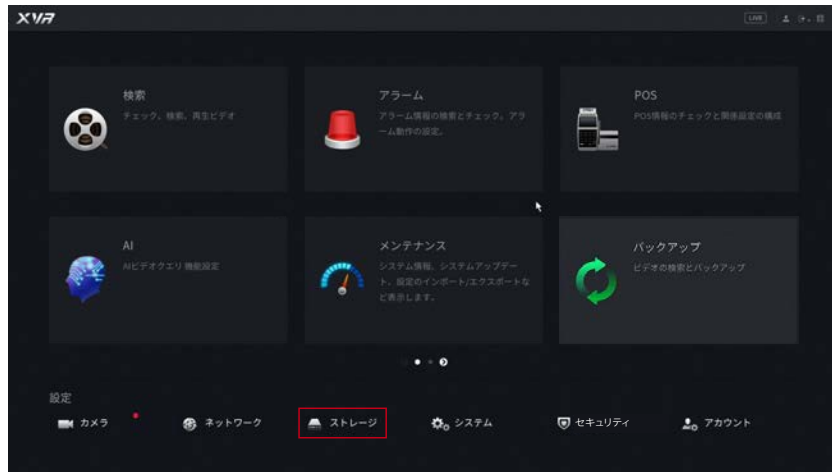 XVR
LIVE
検索
チェック、検索、再生ビデオ
アラーム
アラーム情報の検索とチェック。アラ
ーム動作の設定。
POS
POS情報のチェックと関係設定の構成
AI
AIビデオクエリ 機能設定
メンテナンス
システム情報、システムアップデー
ト、設定のインポート/エクスポートな
ど表示します。
バックアップ
ビデオの検索とバックアップ
設定
カメラ
ネットワーク
ストレージ
システム
セキュリティ
アカウント